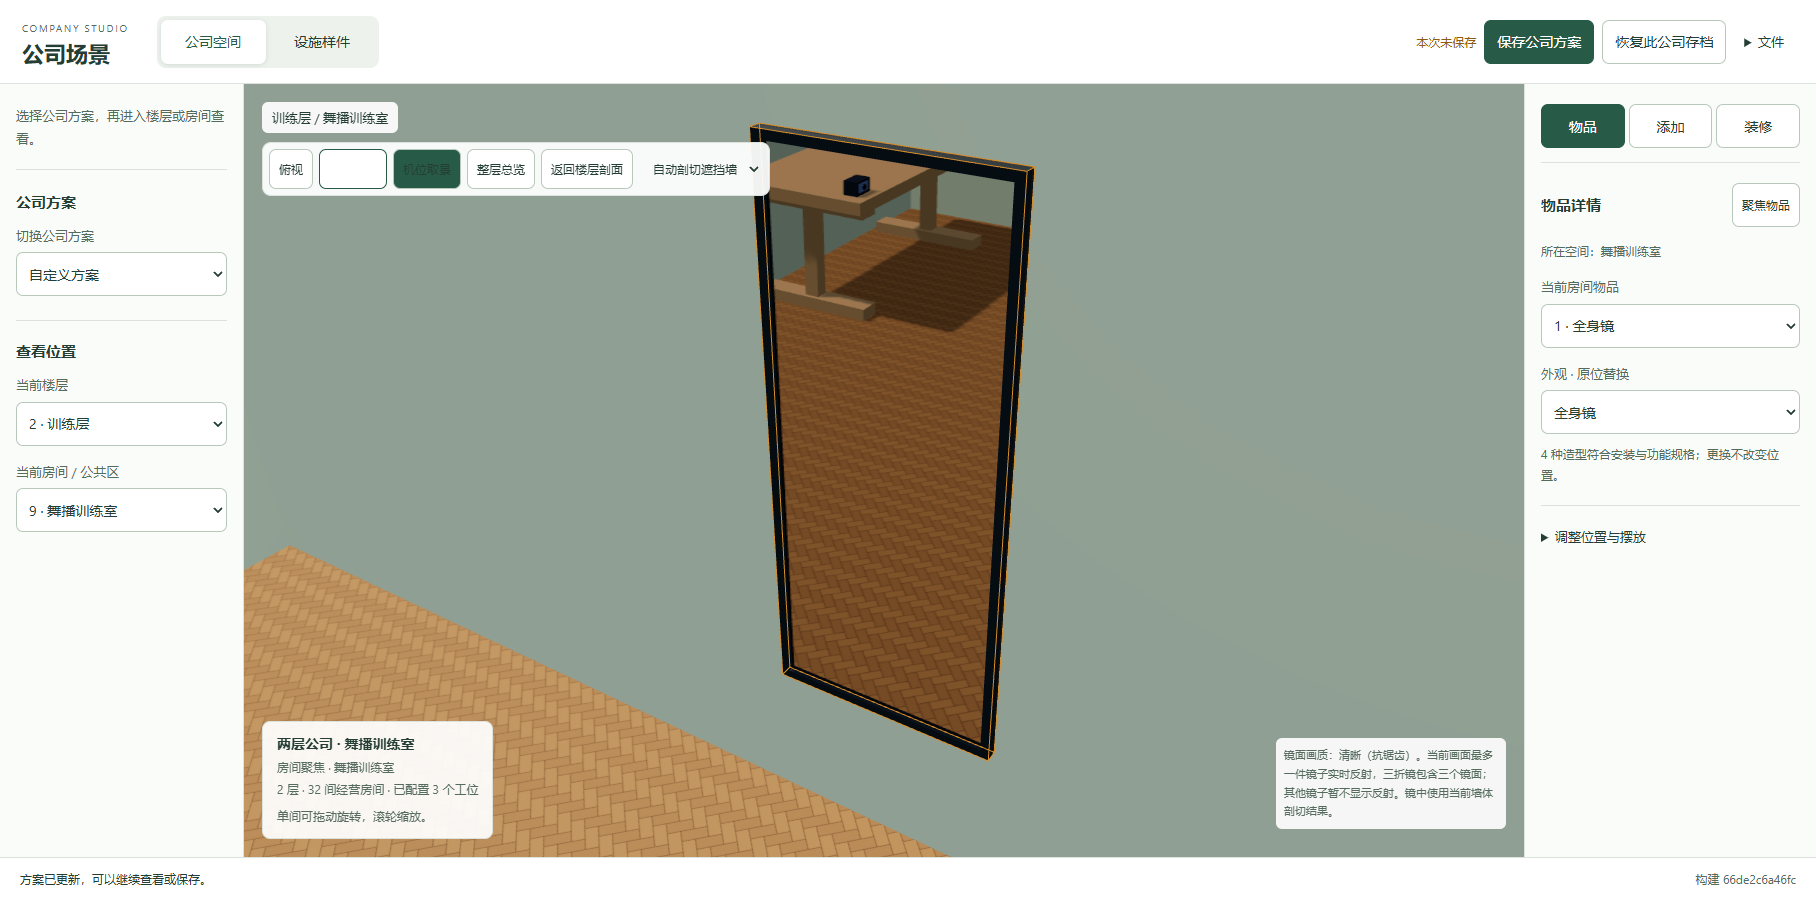 COMPANY STUDIO
公司场景
公司空间
设施样件
本次未保存
保存公司方案
恢复此公司存档
▶ 文件
选择公司方案，再进入楼层或房间查
看。
公司方案
切换公司方案
自定义方案
查看位置
当前楼层
2 · 训练层
当前房间 / 公共区
9 · 舞播训练室
训练层 / 舞播训练室
俯视
机位取景
整层总览
返回楼层剖面
自动剖切遮挡墙
两层公司 · 舞播训练室
房间聚焦 · 舞播训练室
2 层 · 32 间经营房间 · 已配置 3 个工位
单间可拖动旋转，滚轮缩放。
镜面画质：清晰（抗锯齿）。当前画面最多
一件镜子实时反射，三折镜包含三个镜面；
其他镜子暂不显示反射。镜中使用当前墙体
剖切结果。
物品
添加
装修
物品详情
聚焦物品
所在空间：舞播训练室
当前房间物品
1 · 全身镜
外观 · 原位替换
全身镜
4 种造型符合安装与功能规格；更换不改变位
置。
▶ 调整位置与摆放
方案已更新，可以继续查看或保存。
构建 66de2c6a46fc